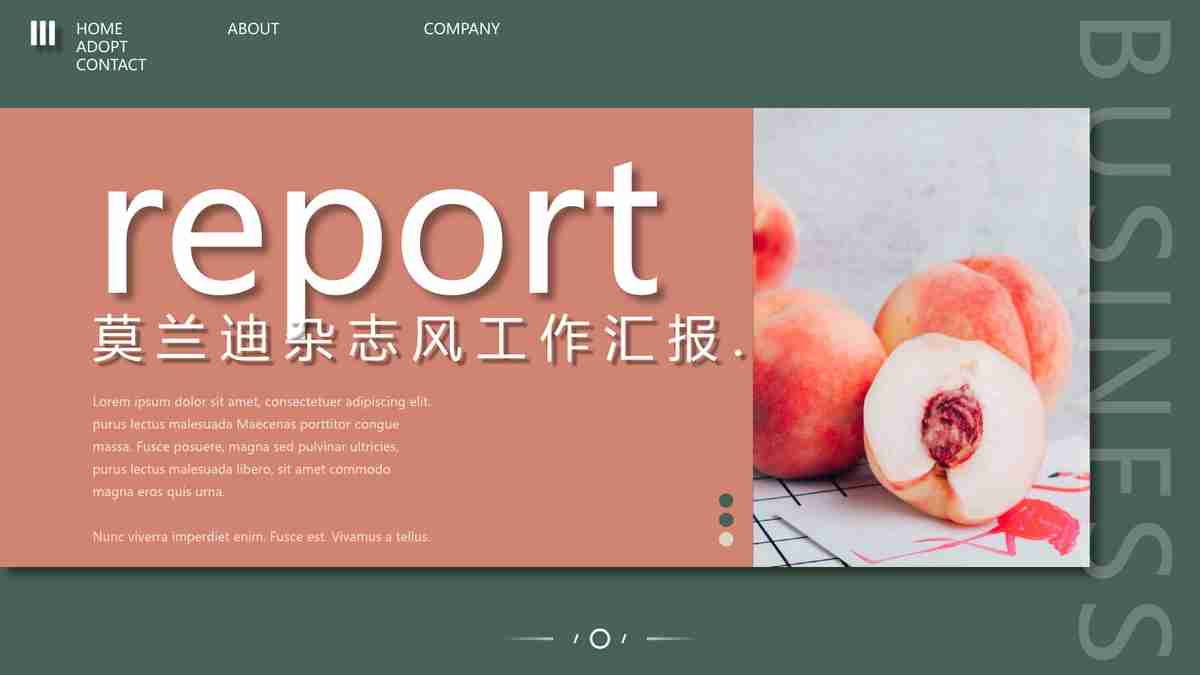 HOME ABOUT COMPANY
ADOPT
CONTACT
BUSINESS
report
莫兰迪杂志风工作汇报.
Lorem ipsum dolor sit amet, consectetuer adipiscing elit.
purus lectus malesuada Maecenas porttitor congue
massa. Fusce posuere, magna sed pulvinar ultricies,
purus lectus malesuada libero, sit amet commodo
magna eros quis urna.
Nunc viverra imperdiet enim. Fusce est. Vivamus a tellus.